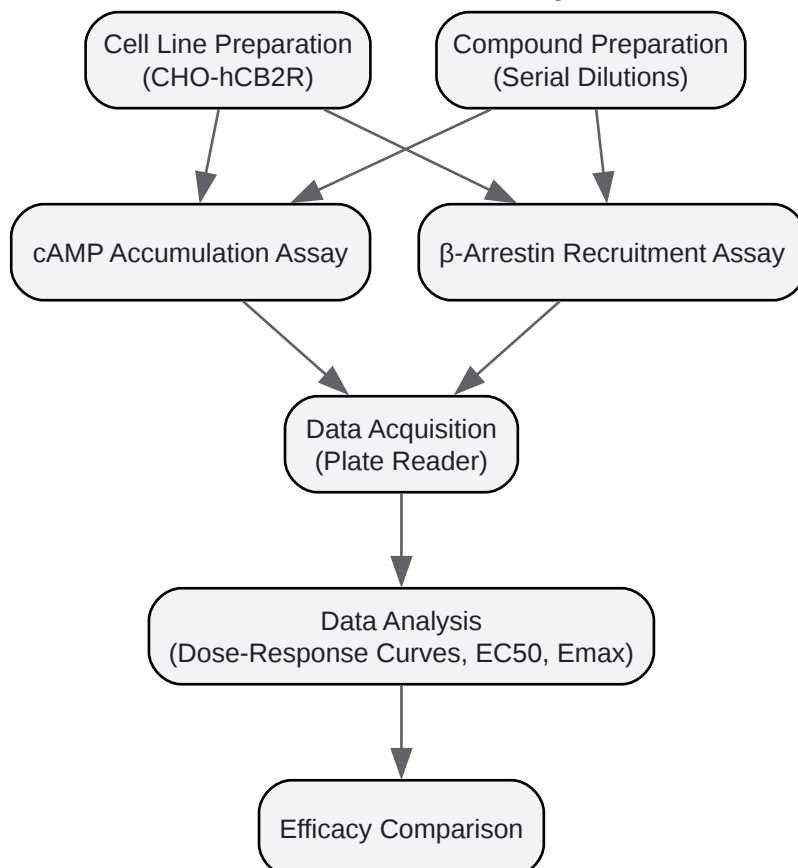 Cell Line Preparation
(CHO-hCB2R)
Compound Preparation
(Serial Dilutions)
cAMP Accumulation Assay
β-Arrestin Recruitment Assay
Data Acquisition
(Plate Reader)
Data Analysis
(Dose-Response Curves, EC50, Emax)
Efficacy Comparison